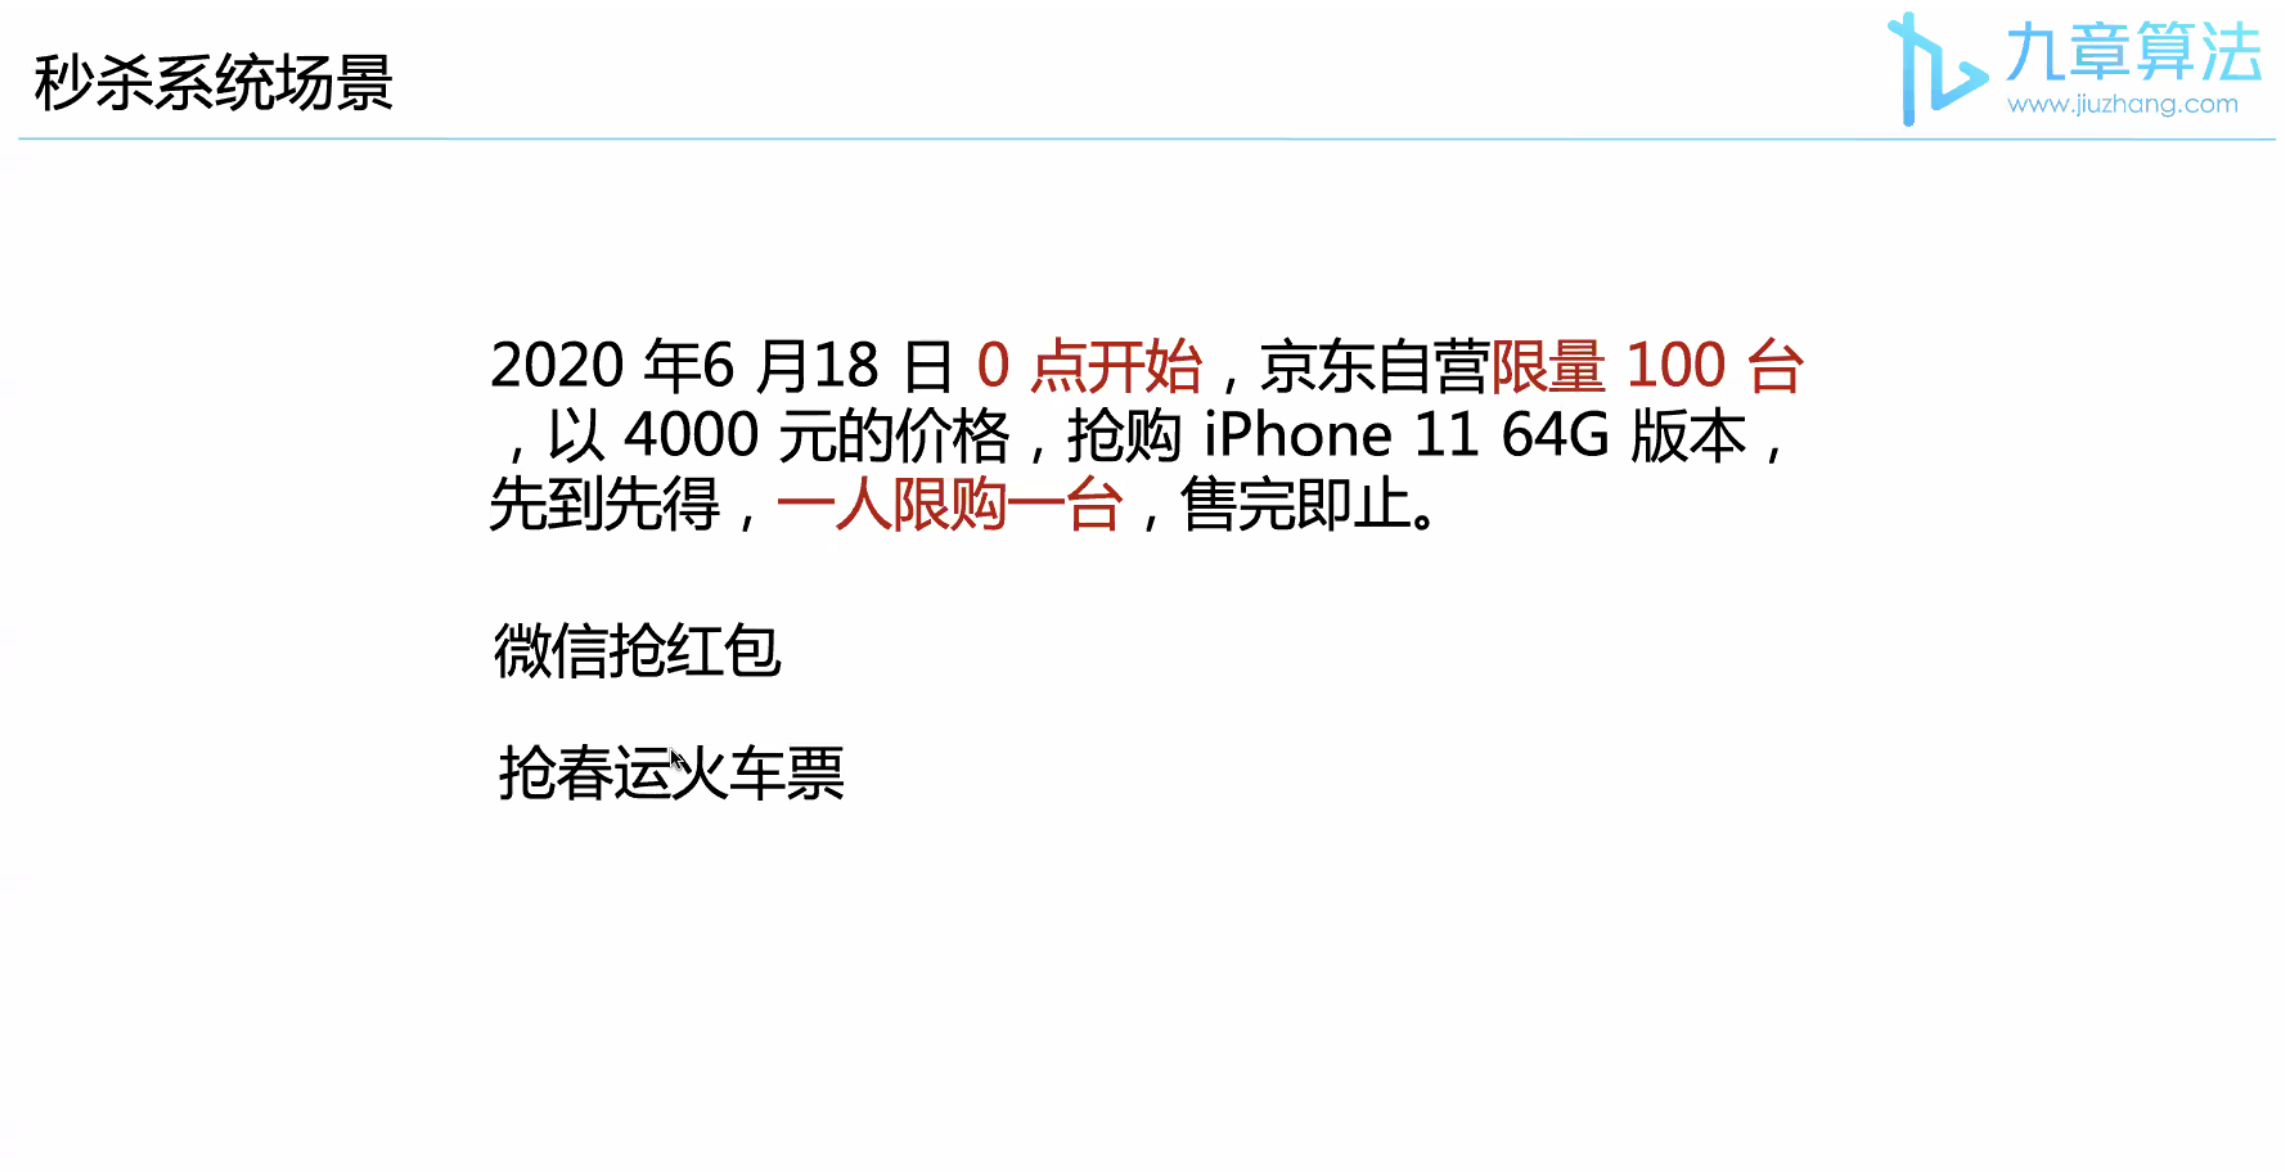 秒杀系统场景
九章算法
www.jiuzhang.com
2020 年6 月18 日 0 点开始，京东自营限量 100 台
，以 4000 元的价格，抢购 iPhone 11 64G 版本，
先到先得，一人限购一台，售完即止。
微信抢红包
抢春运火车票